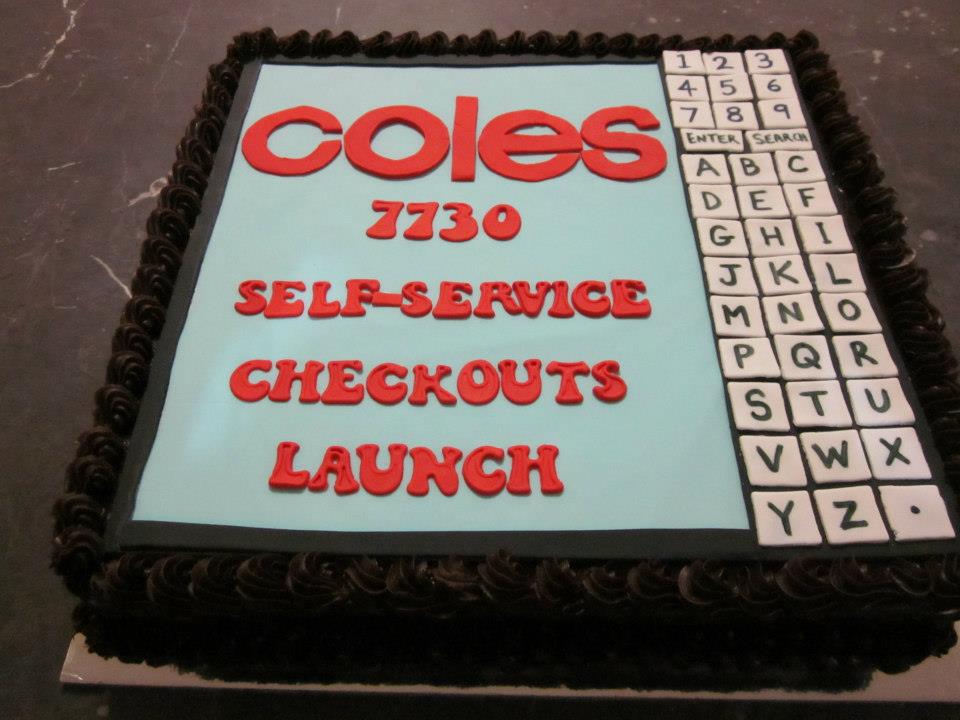 coles
7730
SELF-SERVICE
CHECKOUTS
LAUNCH
1 2 3
4 5 6
7 8 9
ENTER SEARCH
A B C
D E F
G H I
J K L
M N O
P Q R
S T U
V W X
Y Z .